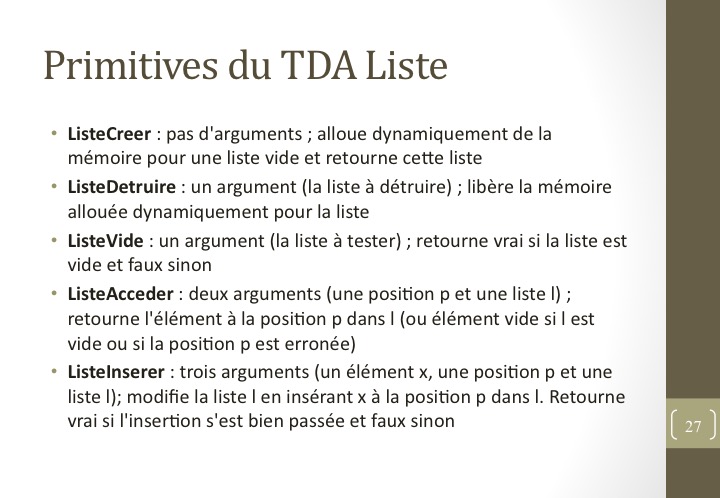 Primitives du TDA Liste
• ListeCreer : pas d'arguments ; alloue dynamiquement de la
mémoire pour une liste vide et retourne cette liste
• ListeDetruire : un argument (la liste à détruire) ; libère la mémoire
allouée dynamiquement pour la liste
• ListeVide : un argument (la liste à tester) ; retourne vrai si la liste est
vide et faux sinon
• ListeAcceder : deux arguments (une position p et une liste l) ;
retourne l'élément à la position p dans l (ou élément vide si l est
vide ou si la position p est erronée)
• ListeInserer : trois arguments (un élément x, une position p et une
liste l); modifie la liste l en insérant x à la position p dans l. Retourne
vrai si l'insertion s'est bien passée et faux sinon
27